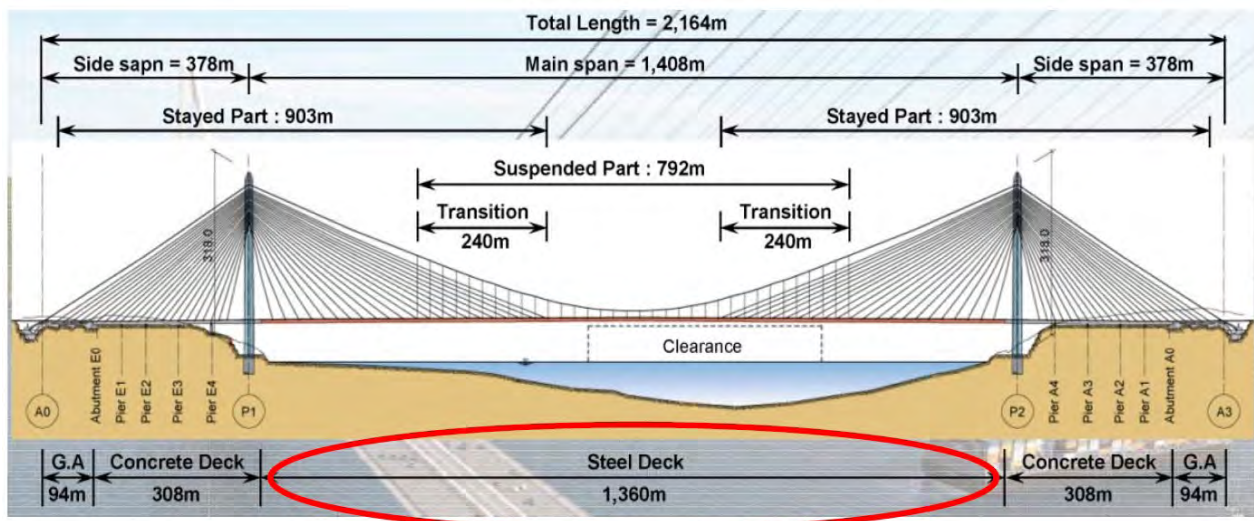 Total Length = 2,164m
Side sapn = 378m
Main span = 1,408m
Side span = 378m
Stayed Part : 903m
Stayed Part : 903m
Suspended Part : 792m
Transition
240m
Transition
240m
318.0
318.0
Clearance
A0
Abutment E0
Pier E1
Pier E2
Pier E3
Pier E4
P1
P2
Pier A4
Pier A3
Pier A2
Pier A1
Abutment A0
A3
G.A
94m
Concrete Deck
308m
Steel Deck
1,360m
Concrete Deck
308m
G.A
94m